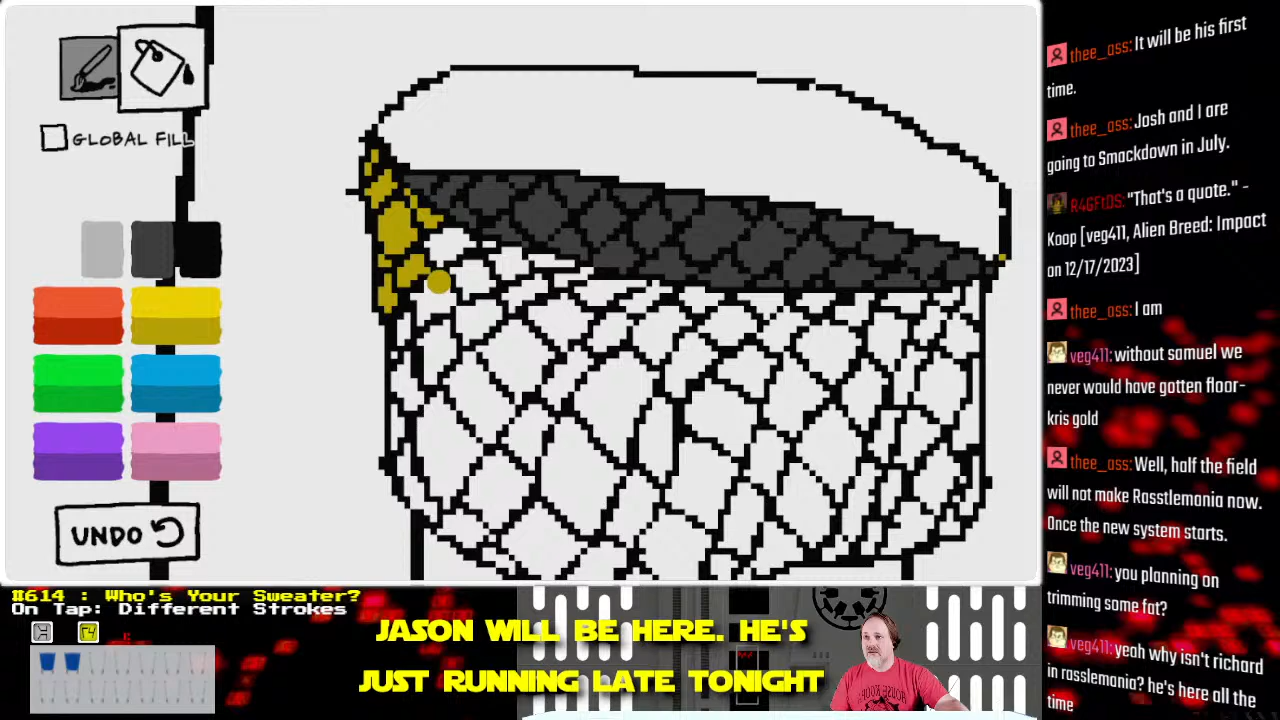 GLOBAL FILL
UNDO
#614 : Who's Your Sweater?
On Tap: Different Strokes
JASON WILL BE HERE. HE'S
JUST RUNNING LATE TONIGHT
thee_ass: It will be his first
time.
thee_ass: Josh and I are
going to Smackdown in July.
R4GFtDS: "That's a quote." -
Koop [veg411, Alien Breed: Impact
on 12/17/2023]
thee_ass: I am
veg411: without samuel we
never would have gotten floor-
kris gold
thee_ass: Well, half the field
will not make Rasstlemania now.
Once the new system starts.
veg411: you planning on
trimming some fat?
veg411: yeah why isn't richard
in rasslemania? he's here all the
time